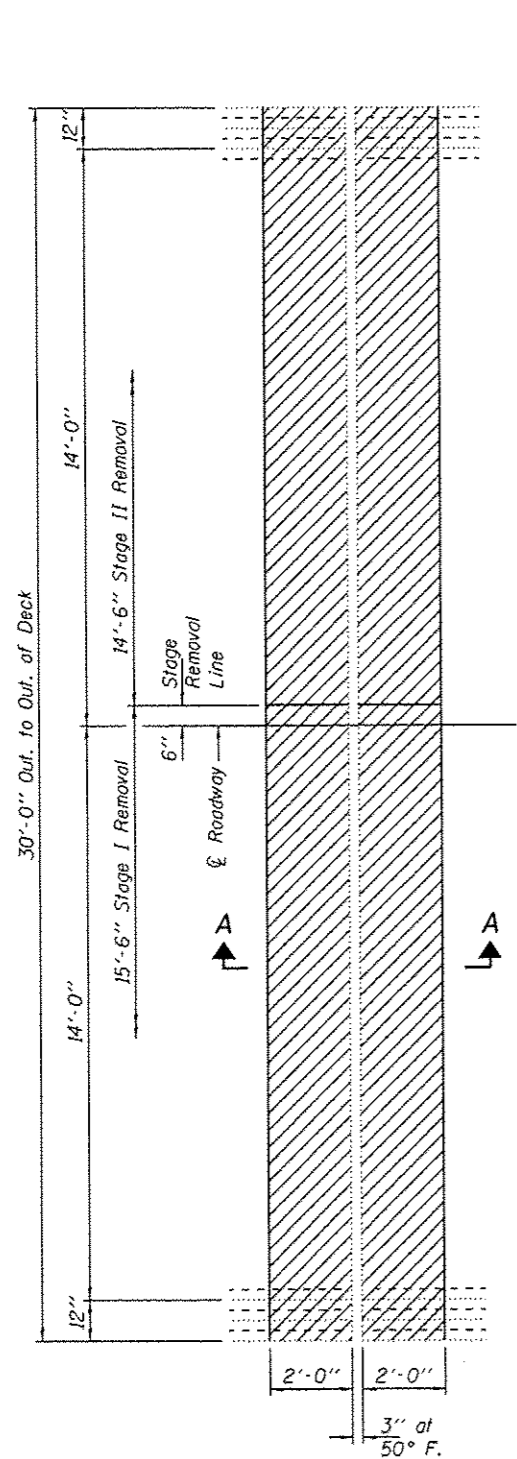 12"
30'-0" Out. to Out. of Deck
14'-0"
14'-6" Stage II Removal
Stage
Removal
Line
6"
℄ Roadway
15'-6" Stage I Removal
14'-0"
A
A
12"
2'-0"
2'-0"
3" at
50° F.